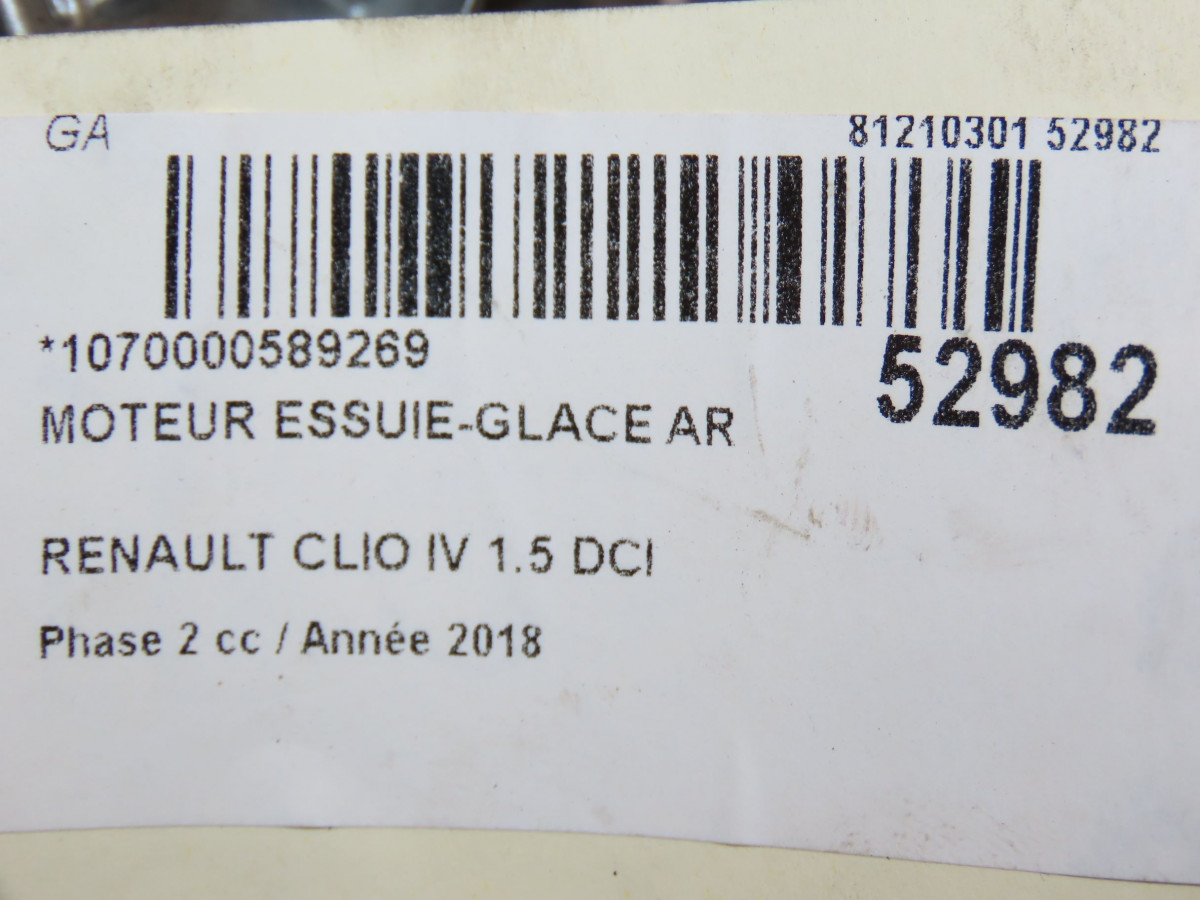 GA
81210301 52982
*1070000589269
52982
MOTEUR ESSUIE-GLACE AR
RENAULT CLIO IV 1.5 DCI
Phase 2 cc / Année 2018